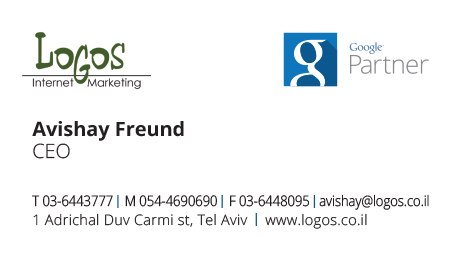 Logos
Internet Marketing
g Google
Partner
Avishay Freund
CEO
T 03-6443777 | M 054-4690690 | F 03-6448095 | avishay@logos.co.il
1 Adrichal Duv Carmi st, Tel Aviv | www.logos.co.il